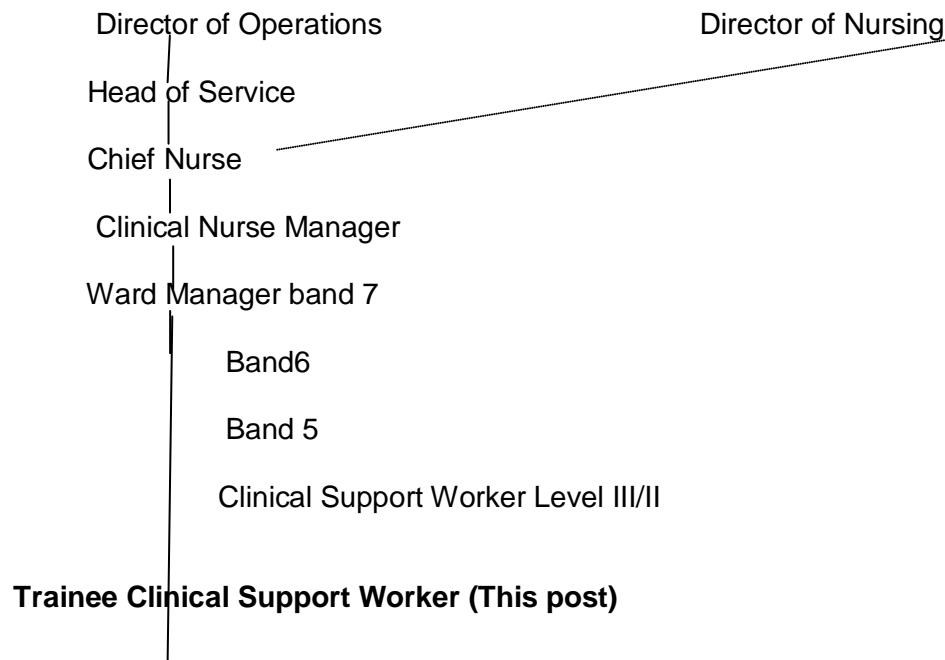 Director of Operations Director of Nursing
Head of Service
Chief Nurse
Clinical Nurse Manager
Ward Manager band 7
Band6
Band 5
Clinical Support Worker Level III/II
Trainee Clinical Support Worker (This post)